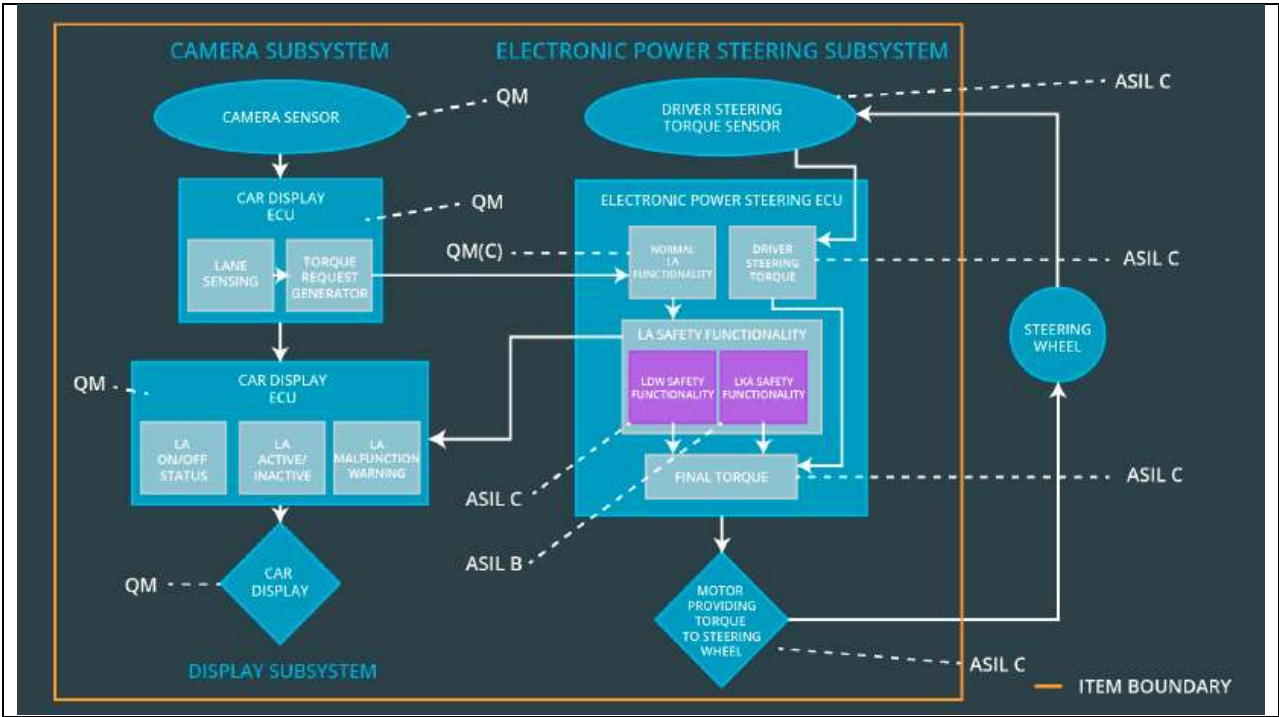 CAMERA SUBSYSTEM
ELECTRONIC POWER STEERING SUBSYSTEM
CAMERA SENSOR
QM
DRIVER STEERING
TORQUE SENSOR
ASIL C
CAR DISPLAY
ECU
QM
LANE
SENSING
TORQUE
REQUEST
GENERATOR
ELECTRONIC POWER STEERING ECU
QM(C)
NORMAL
LA
FUNCTIONALITY
DRIVER
STEERING
TORQUE
ASIL C
LA SAFETY FUNCTIONALITY
LDW SAFETY
FUNCTIONALITY
LKA SAFETY
FUNCTIONALITY
STEERING
WHEEL
QM
CAR DISPLAY
ECU
LA
ON/OFF
STATUS
LA
ACTIVE/
INACTIVE
LA
MALFUNCTION
WARNING
FINAL TORQUE
ASIL C
ASIL C
ASIL B
QM
CAR
DISPLAY
MOTOR
PROVIDING
TORQUE
TO STEERING
WHEEL
ASIL C
DISPLAY SUBSYSTEM
ITEM BOUNDARY